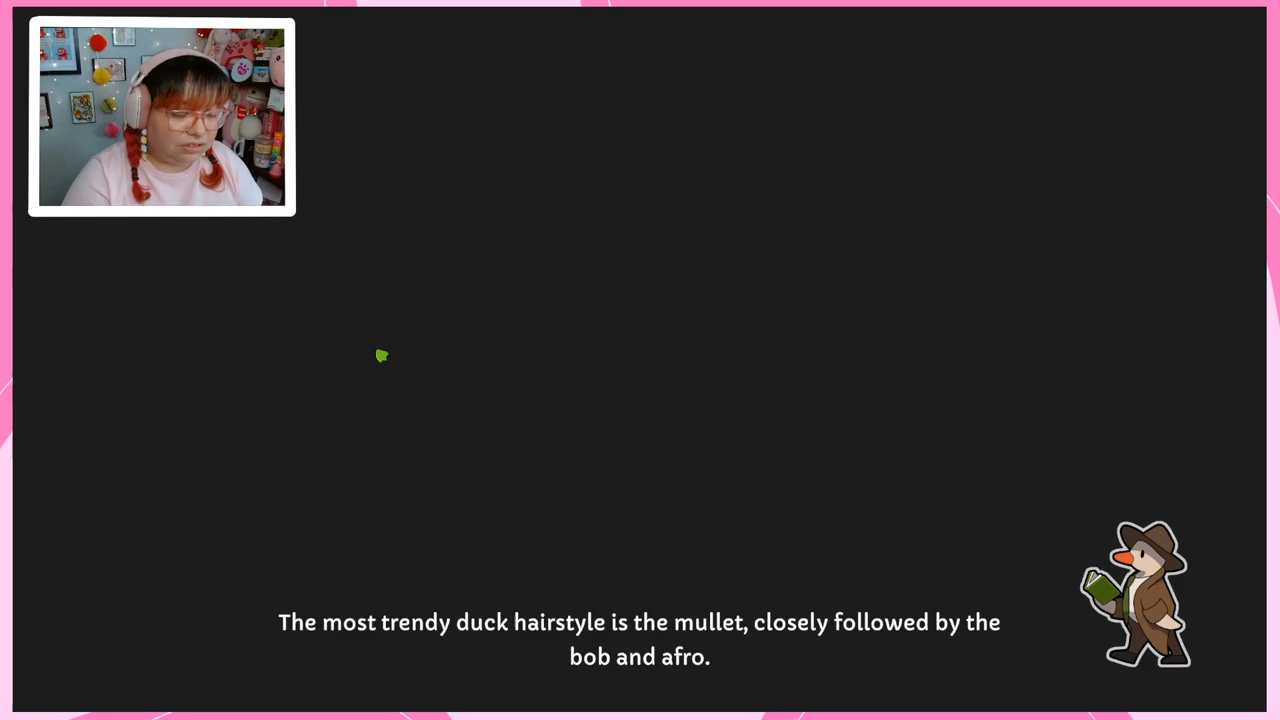 The most trendy duck hairstyle is the mullet, closely followed by the
bob and afro.